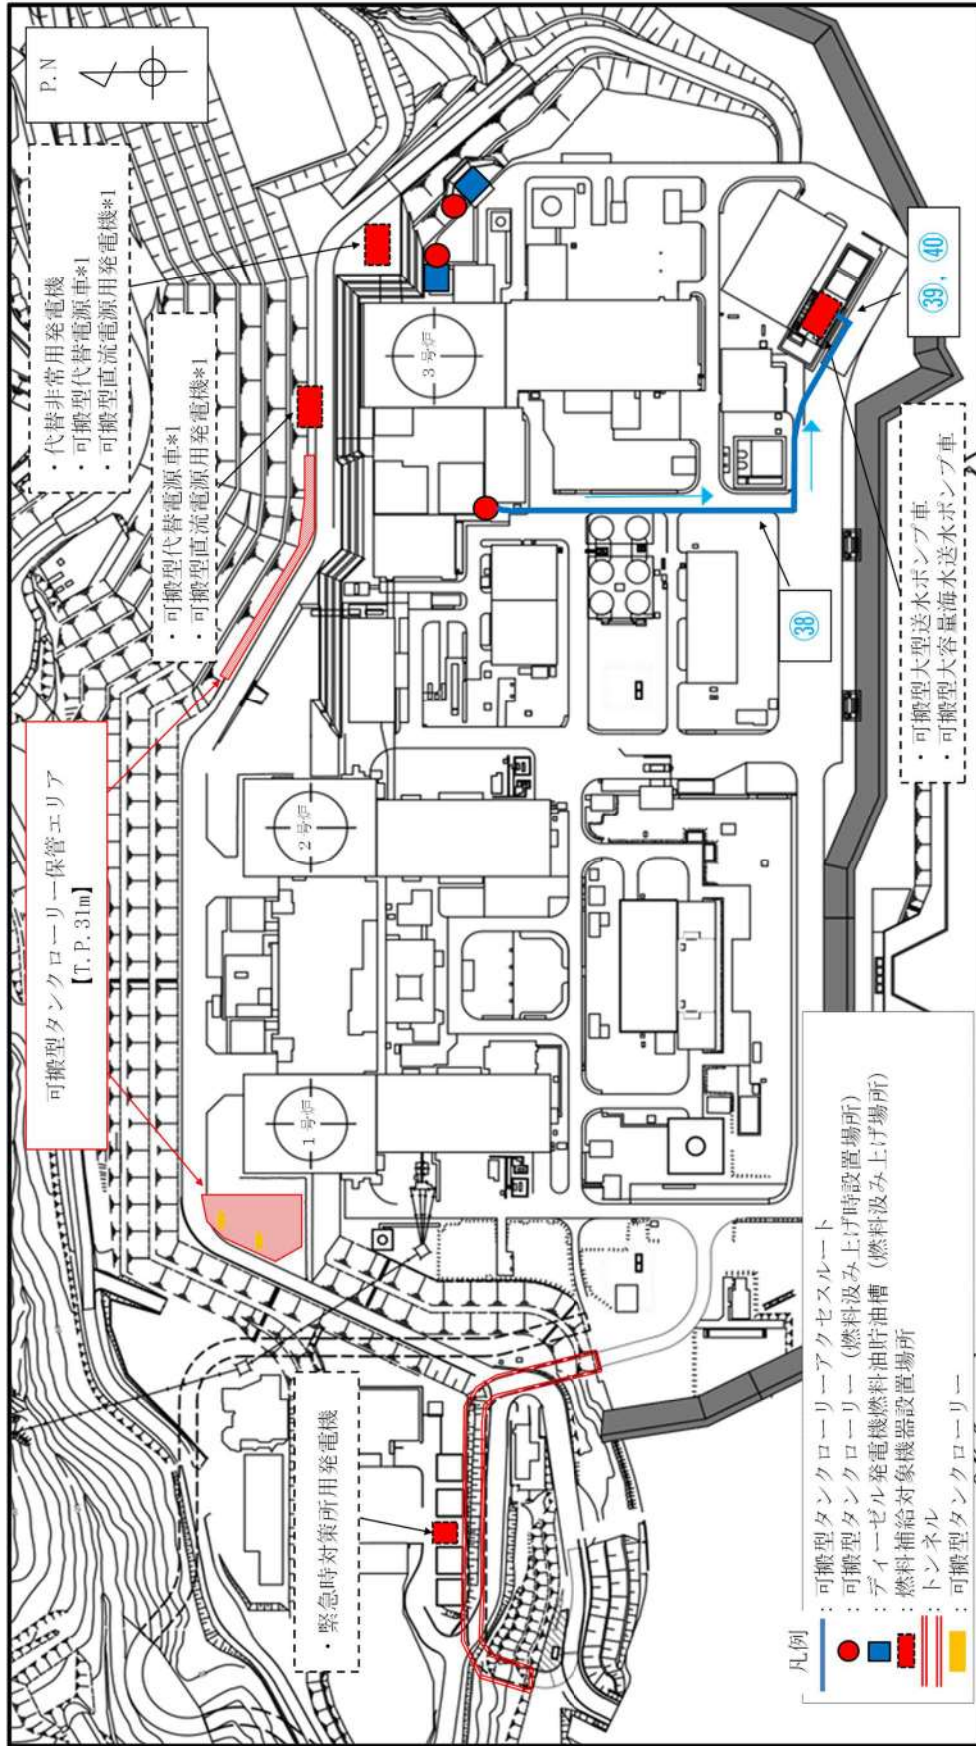 可搬型タンクローリー保管エリア
【T.P.31m】
・代替非常用発電機
・可搬型代替電源車*1
・可搬型直流電源用発電機*1
P.N
・可搬型代替電源車*1
・可搬型直流電源用発電機*1
・緊急時対策所用発電機
1号炉
2号炉
3号炉
㊳
㊴, ㊵
・可搬型大型送水ポンプ車
・可搬型大容量海水送水ポンプ車
凡例
：可搬型タンクローリーアクセスルート
：可搬型タンクローリー（燃料汲み上げ時設置場所）
：ディーゼル発電機燃料油貯油槽（燃料汲み上げ場所）
：燃料補給対象機器設置場所
：トンネル
：可搬型タンクローリー